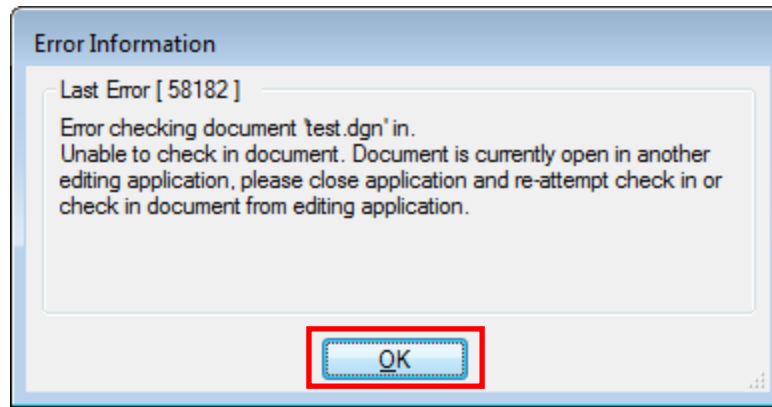 Error Information
Last Error [ 58182 ]
Error checking document 'test.dgn' in.
Unable to check in document. Document is currently open in another
editing application, please close application and re-attempt check in or
check in document from editing application.
OK